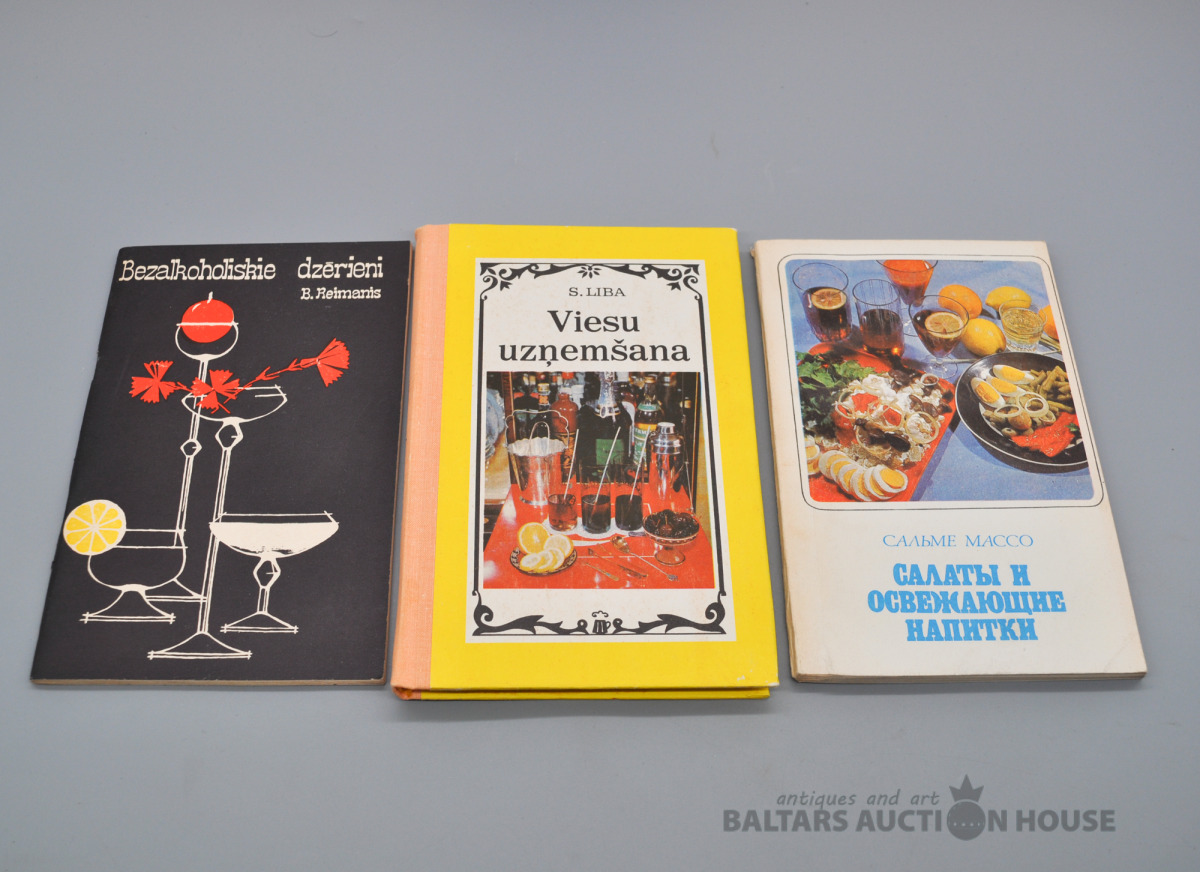 Bezalkoholiskie dzērieni
B. Reimanis
S. LIBA
Viesu
uzņemšana
САЛЬМЕ МАССО
САЛАТЫ И
ОСВЕЖАЮЩИЕ
НАПИТКИ
antiques and art
BALTARS AUCTION HOUSE